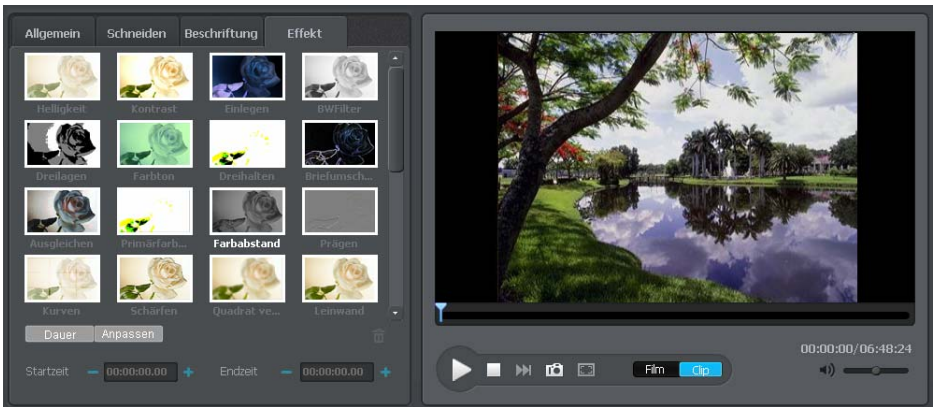 Allgemein Schneiden Beschriftung Effekt
Helligkeit Kontrast Einlegen BWFilter
Dreilagen Farbton Dreihalten Briefumsch...
Ausgleichen Primärfarb... Farbabstand Prägen
Kurven Schärfen Quadrat ve... Leinwand
Dauer Anpassen
Startzeit 00:00:00.00 Endzeit 00:00:00.00
00:00:00/06:48:24
Film Clip